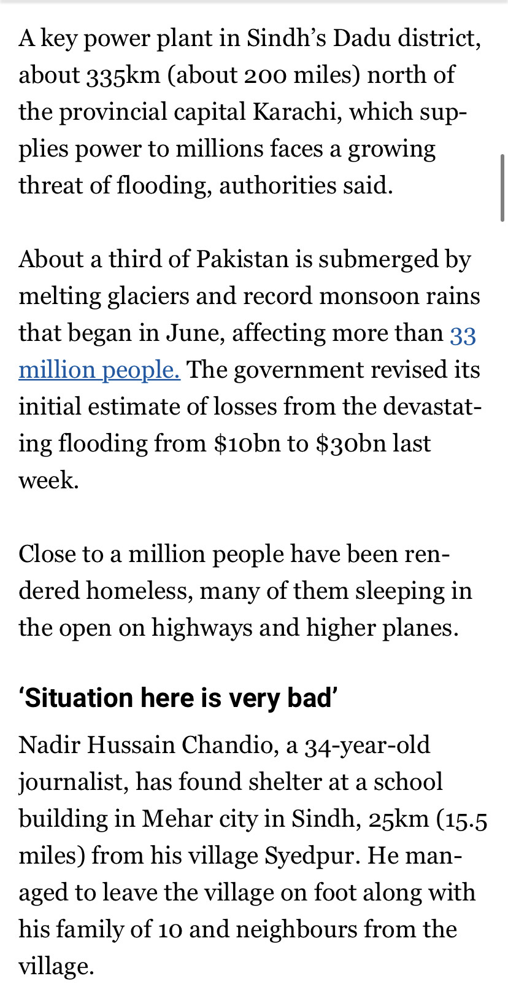 A key power plant in Sindh’s Dadu district,
about 335km (about 200 miles) north of
the provincial capital Karachi, which sup-
plies power to millions faces a growing
threat of flooding, authorities said.
About a third of Pakistan is submerged by
melting glaciers and record monsoon rains
that began in June, affecting more than 33
million people. The government revised its
initial estimate of losses from the devastat-
ing flooding from $10bn to $30bn last
week.
Close to a million people have been ren-
dered homeless, many of them sleeping in
the open on highways and higher planes.
‘Situation here is very bad’
Nadir Hussain Chandio, a 34-year-old
journalist, has found shelter at a school
building in Mehar city in Sindh, 25km (15.5
miles) from his village Syedpur. He man-
aged to leave the village on foot along with
his family of 10 and neighbours from the
village.